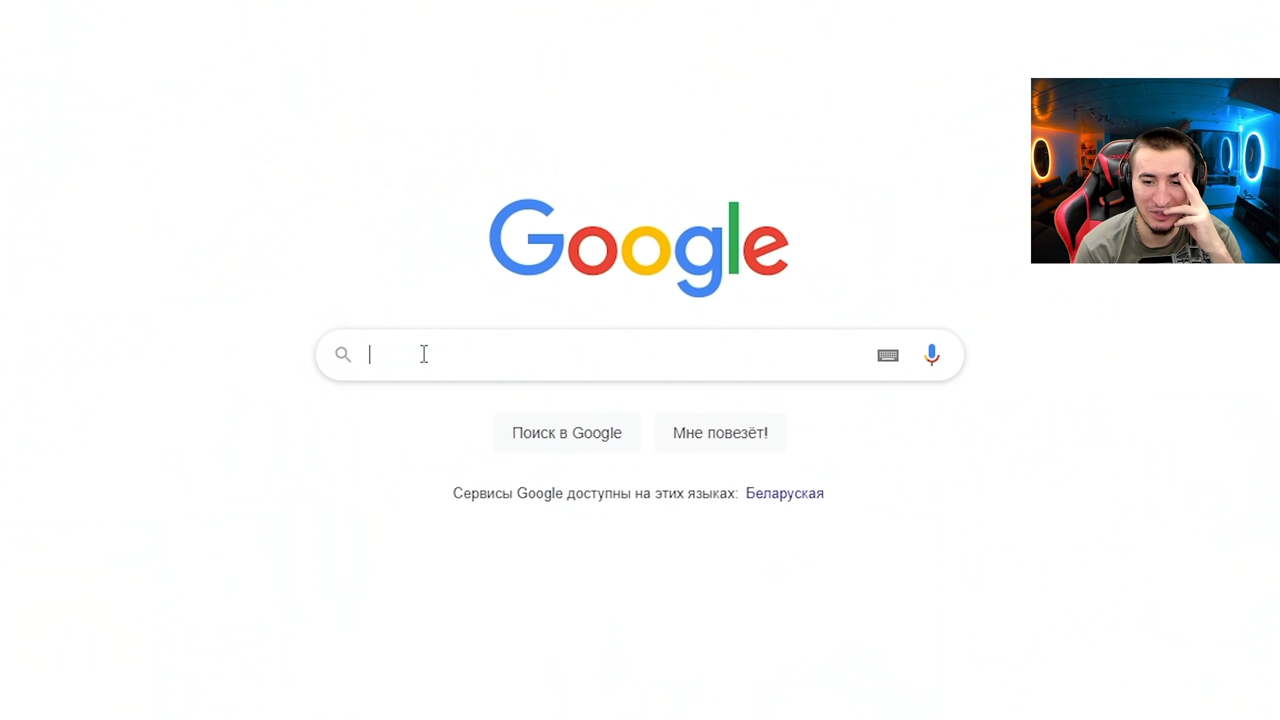 Google
Поиск в Google
Мне повезёт!
Сервисы Google доступны на этих языках: Беларуская